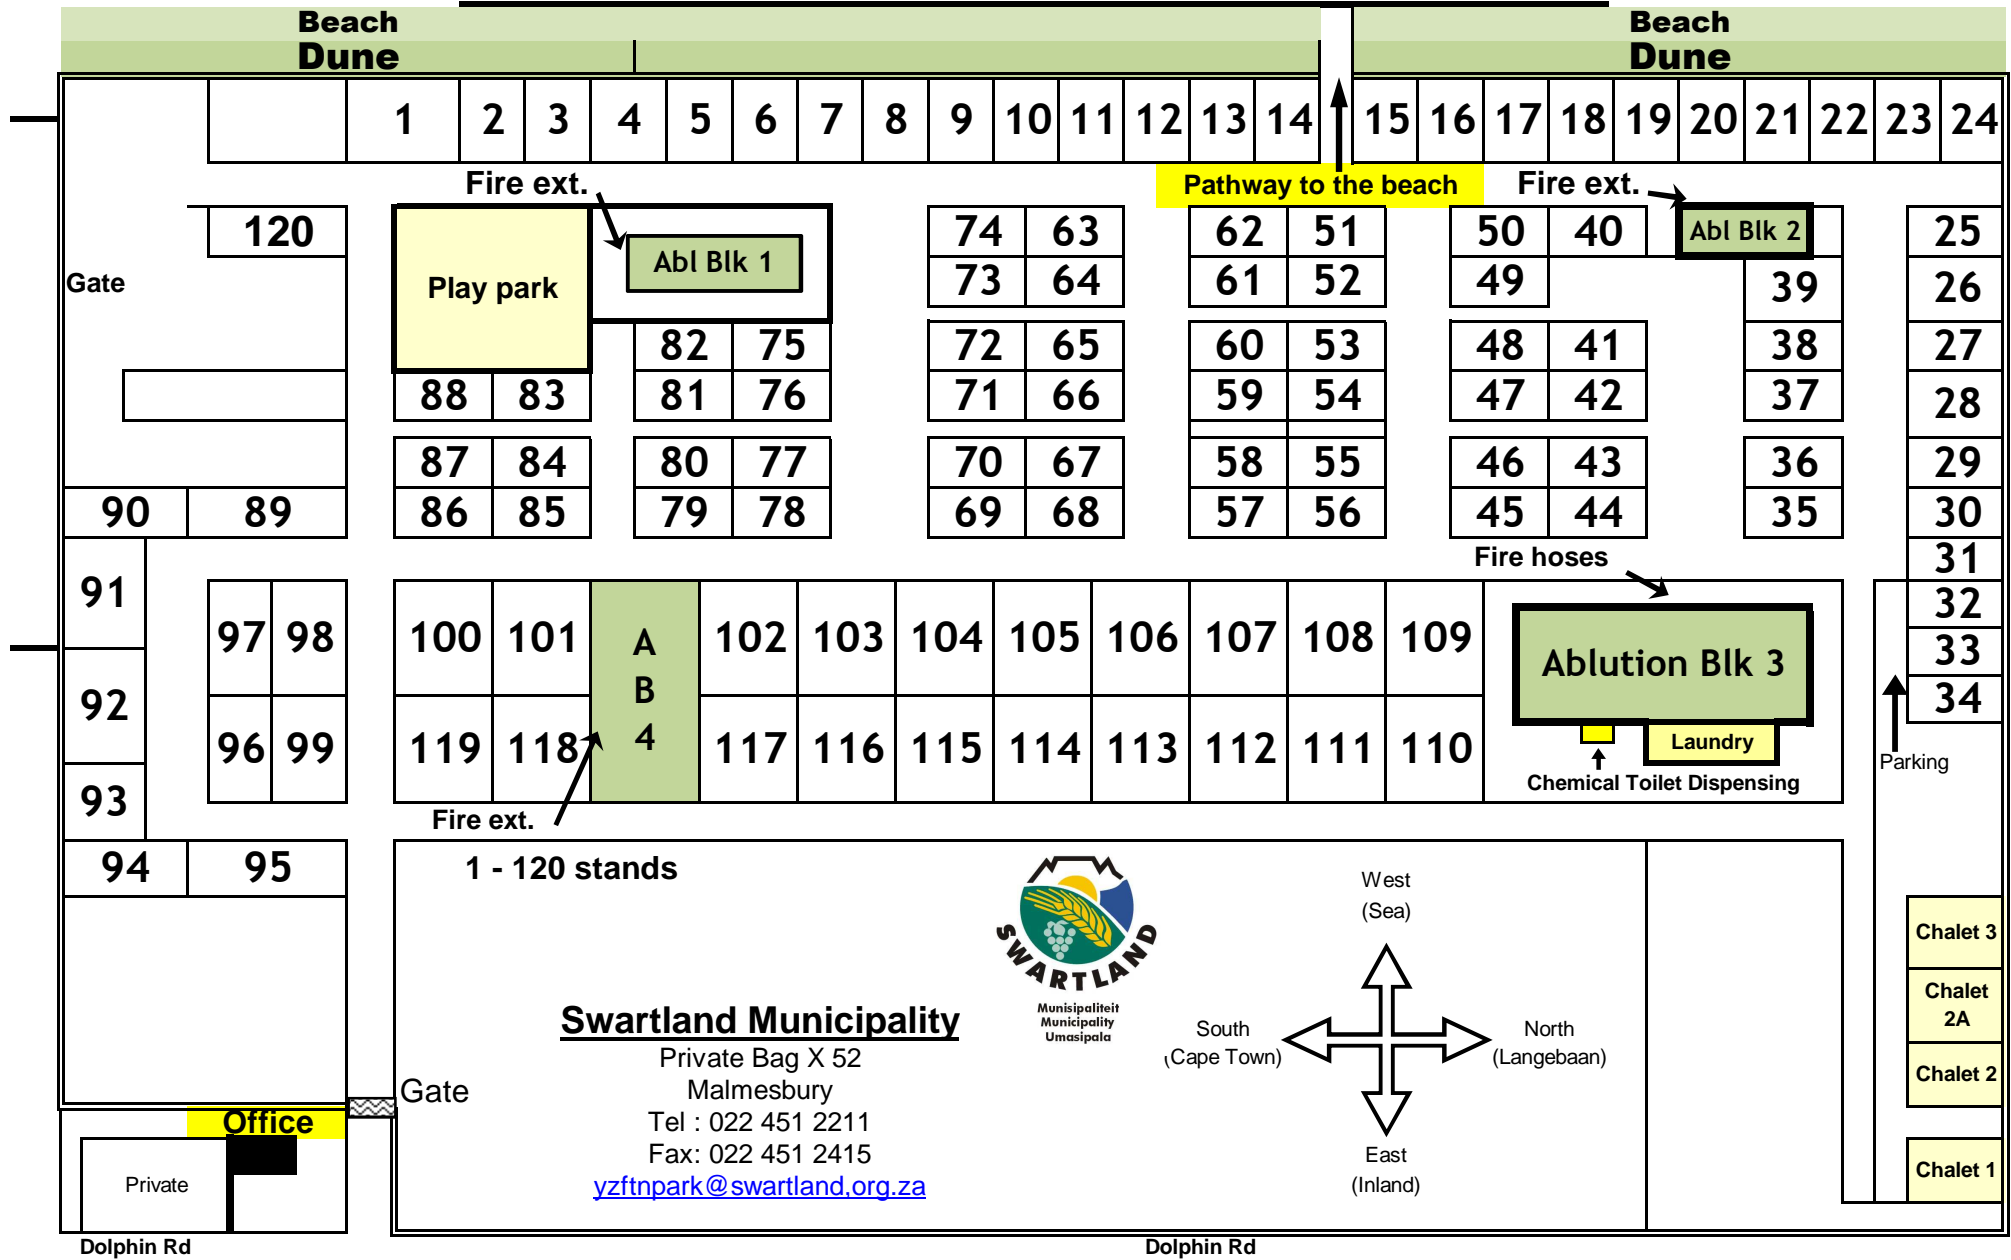 Beach Beach
Dune Dune
1 2 3 4 5 6 7 8 9 10 11 12 13 14 15 16 17 18 19 20 21 22 23 24
Fire ext. Pathway to the beach Fire ext.
120 74 63 62 51 50 40 Abl Blk 2 25
Abl Blk 1
Gate Play park 73 64 61 52 49 39 26
82 75 72 65 60 53 48 41 38 27
88 83 81 76 71 66 59 54 47 42 37 28
87 84 80 77 70 67 58 55 46 43 36 29
90 89 86 85 79 78 69 68 57 56 45 44 35 30
Fire hoses 31
91 32
97 98 100 101 A 102 103 104 105 106 107 108 109 Ablution Blk 3 33
92 B 34
96 99 119 118 4 117 116 115 114 113 112 111 110 Laundry
Parking
Chemical Toilet Dispensing
93
Fire ext.
94 95 1 - 120 stands
West
(Sea)
SWARTLAND
Munisipaliteit
Municipality
Umasipala
Chalet 3
Chalet
2A
Chalet 2
Chalet 1
South
(Cape Town)
North
(Langebaan)
East
(Inland)
Swartland Municipality
Private Bag X 52
Malmesbury
Tel : 022 451 2211
Fax: 022 451 2415
yzftnpark@swartland,org.za
Gate
Office
Private
Dolphin Rd Dolphin Rd